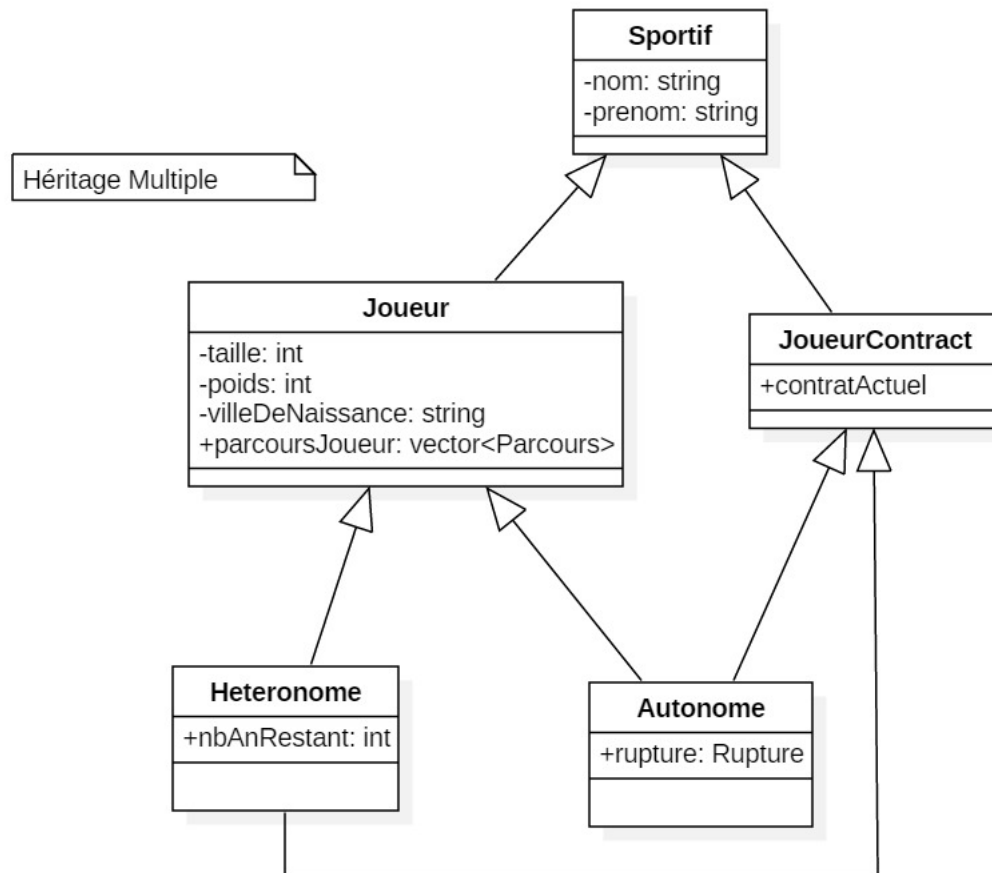 Sportif
-nom: string
-prenom: string
Héritage Multiple
Joueur
-taille: int
-poids: int
-villeDeNaissance: string
+parcoursJoueur: vector<Parcours>
JoueurContract
+contratActuel
Heteronome
+nbAnRestant: int
Autonome
+rupture: Rupture